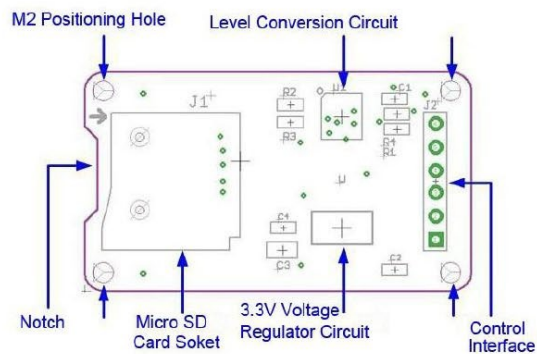 M2 Positioning Hole
Level Conversion Circuit
J1
R2
R3
C1
J2
R4
R1
C4
C3
C2
Notch
Micro SD
Card Soket
3.3V Voltage
Regulator Circuit
Control
Interface